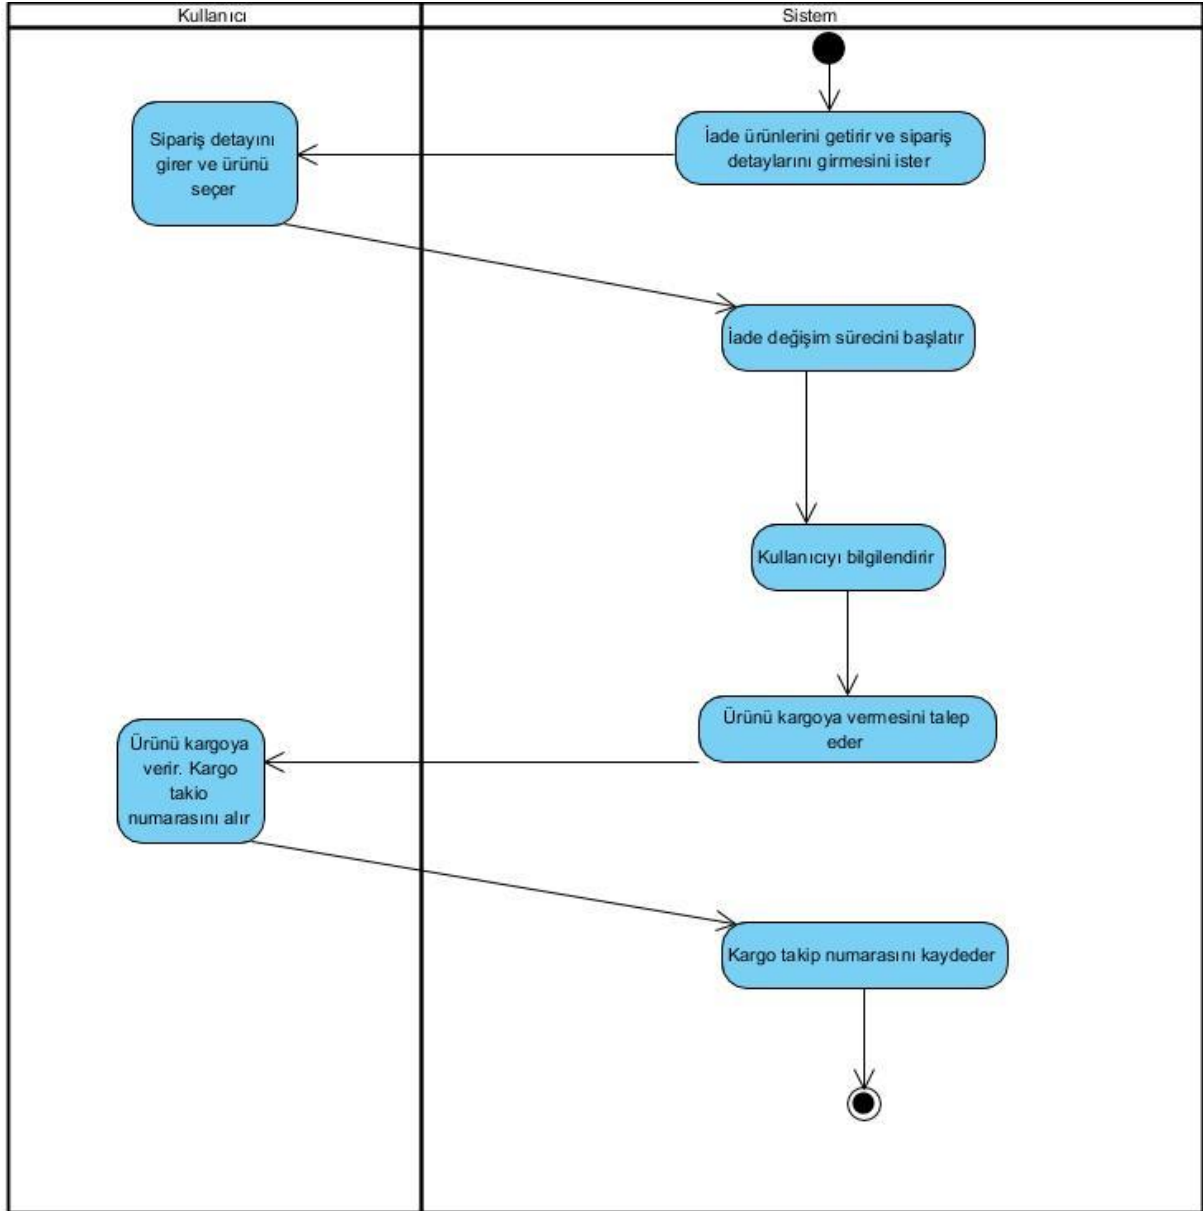 Kullanıcı
Sistem
İade ürünlerini getirir ve sipariş
detaylarını girmesini ister
Sipariş detayını
girer ve ürünü
seçer
İade değişim sürecini başlatır
Kullanıcıyı bilgilendirir
Ürünü kargoya vermesini talep
eder
Ürünü kargoya
verir. Kargo
takio
numarasını alır
Kargo takip numarasını kaydeder